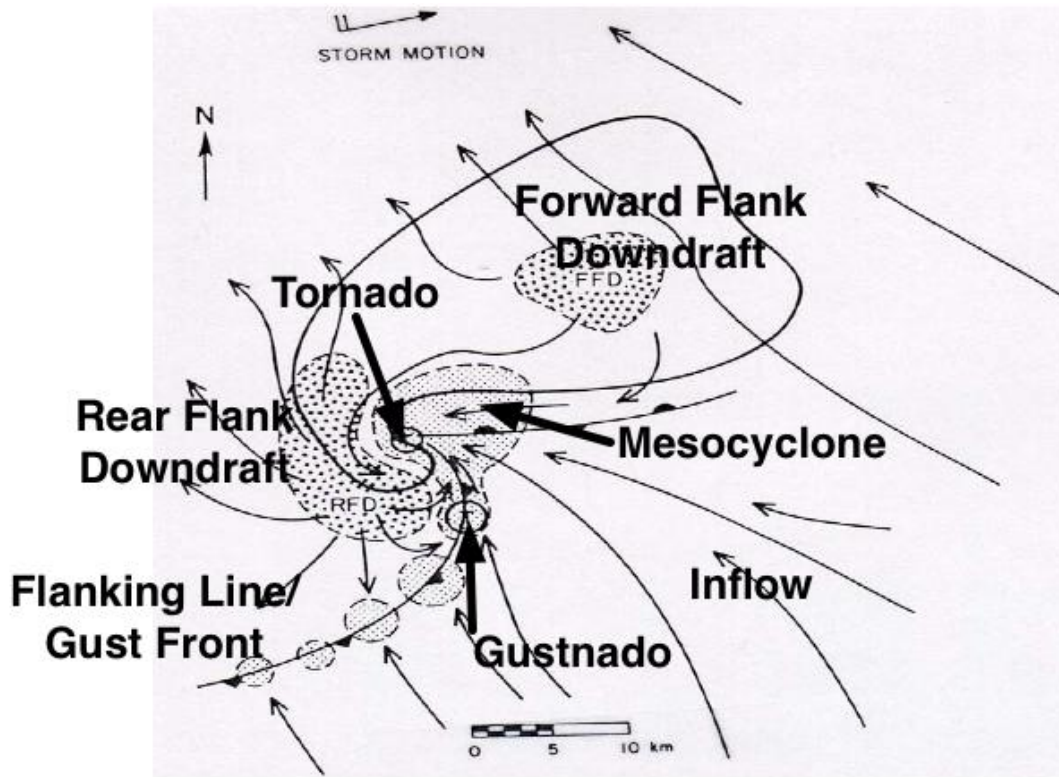 STORM MOTION
N
Forward Flank
Downdraft
FFD
Tornado
Rear Flank
Downdraft
Mesocyclone
RFD
Flanking Line/
Gust Front
Inflow
Gustnado
0 5 10 km